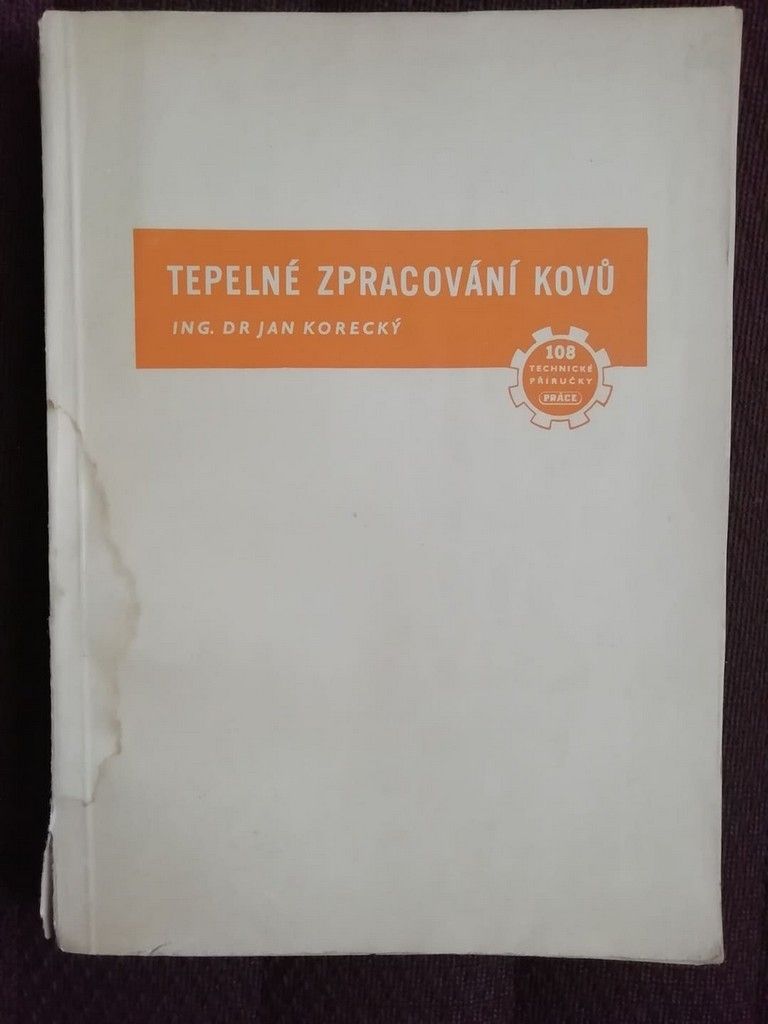 TEPELNÉ ZPRACOVÁNÍ KOVŮ
ING. DR JAN KORECKÝ
108
TECHNICKÉ
PŘÍRUČKY
PRÁCE